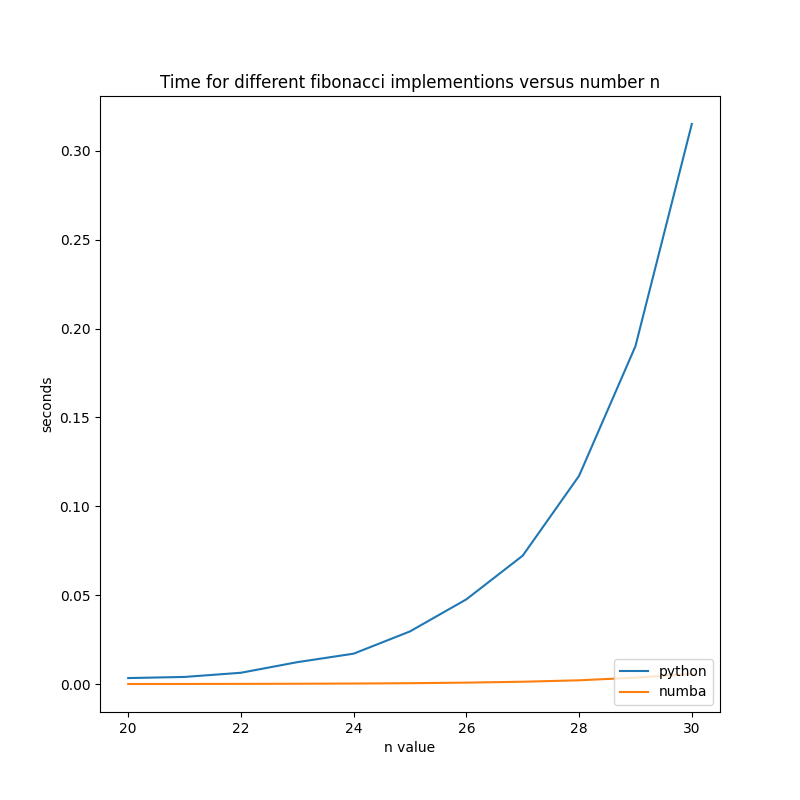 Time for different fibonacci implementions versus number n
0.30
0.25
0.20
0.15
0.10
0.05
0.00
seconds
python
numba
20 22 24 26 28 30
n value